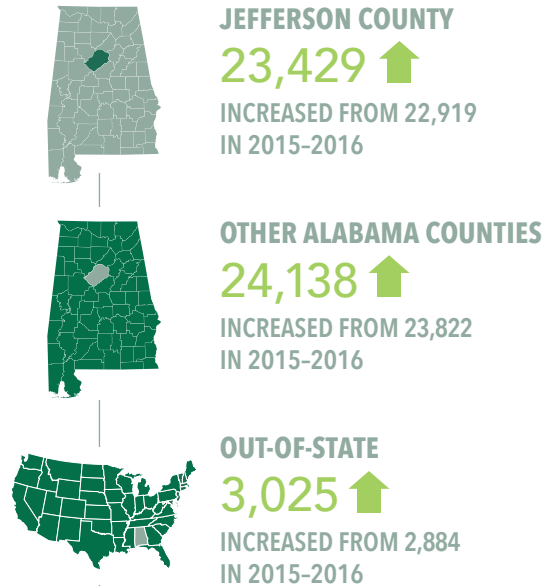 JEFFERSON COUNTY
23,429
INCREASED FROM 22,919
IN 2015–2016
OTHER ALABAMA COUNTIES
24,138
INCREASED FROM 23,822
IN 2015–2016
OUT-OF-STATE
3,025
INCREASED FROM 2,884
IN 2015–2016